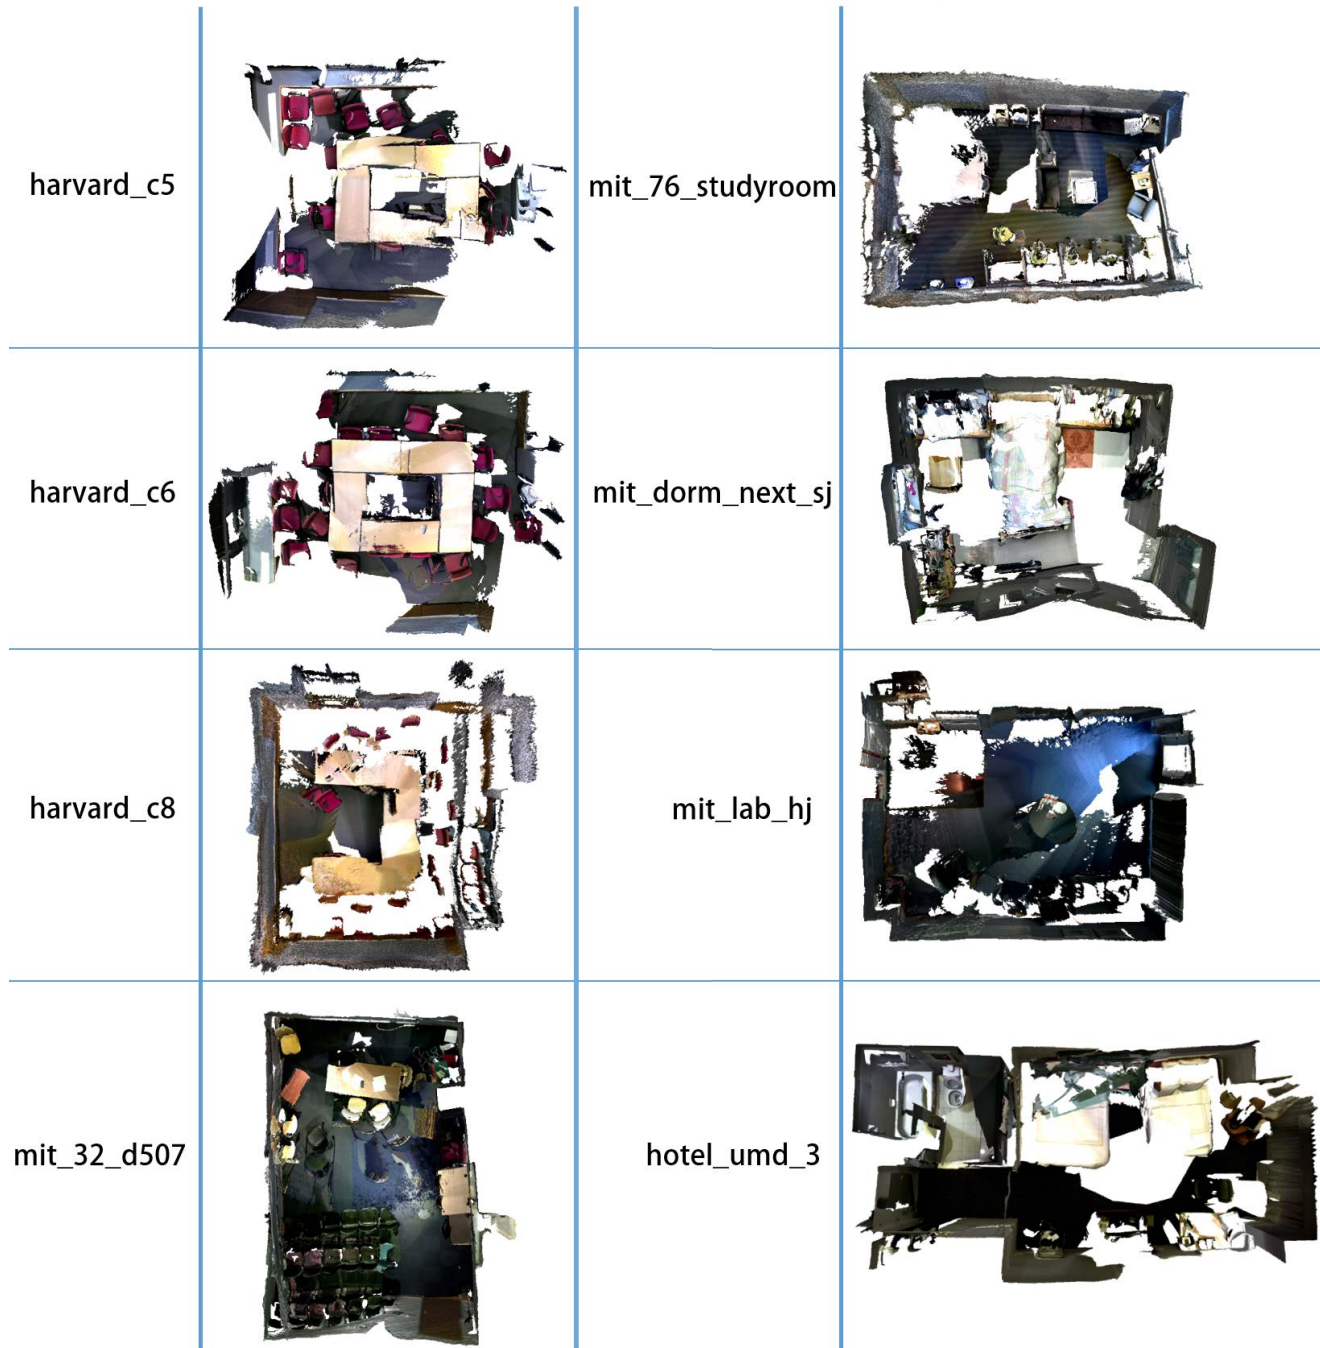 harvard_c5
mit_76_studyroom
harvard_c6
mit_dorm_next_sj
harvard_c8
mit_lab_hj
mit_32_d507
hotel_umd_3